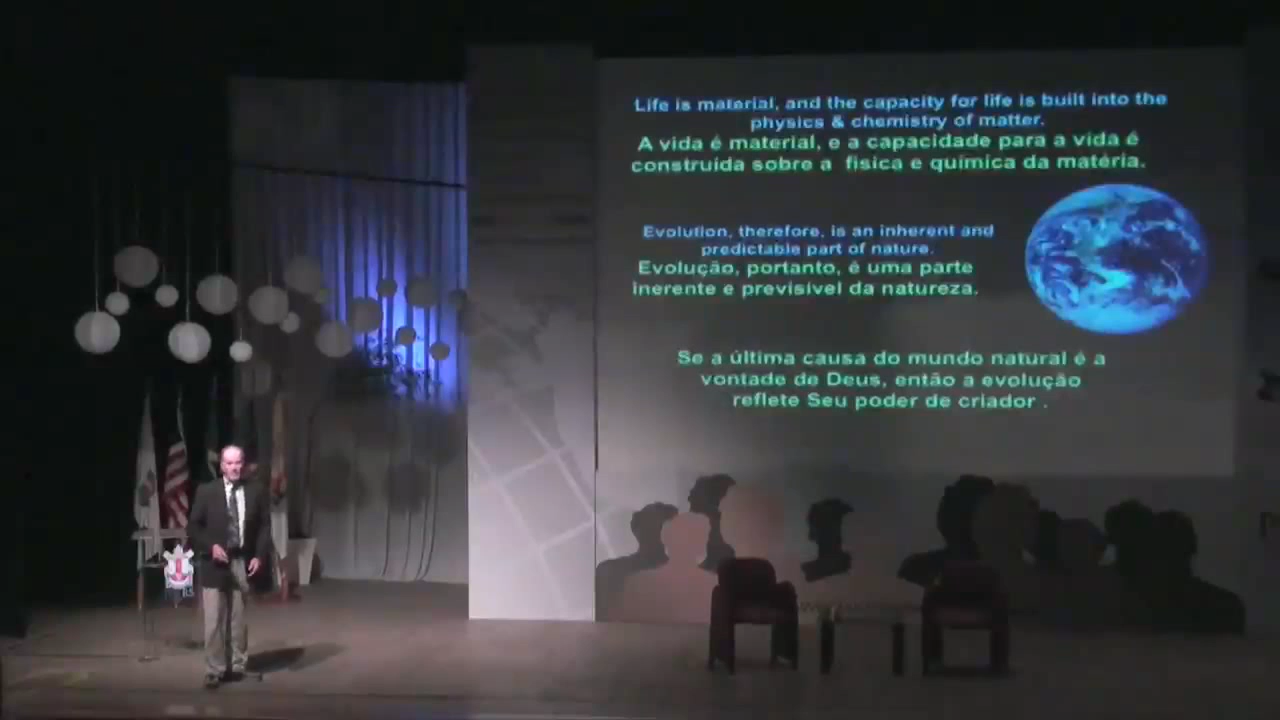 Life is material, and the capacity for life is built into the
physics & chemistry of matter.
A vida é material, e a capacidade para a vida é
construída sobre a física e química da matéria.
Evolution, therefore, is an inherent and
predictable part of nature.
Evolução, portanto, é uma parte
inerente e previsível da natureza.
Se a última causa do mundo natural é a
vontade de Deus, então a evolução
reflete Seu poder de criador .